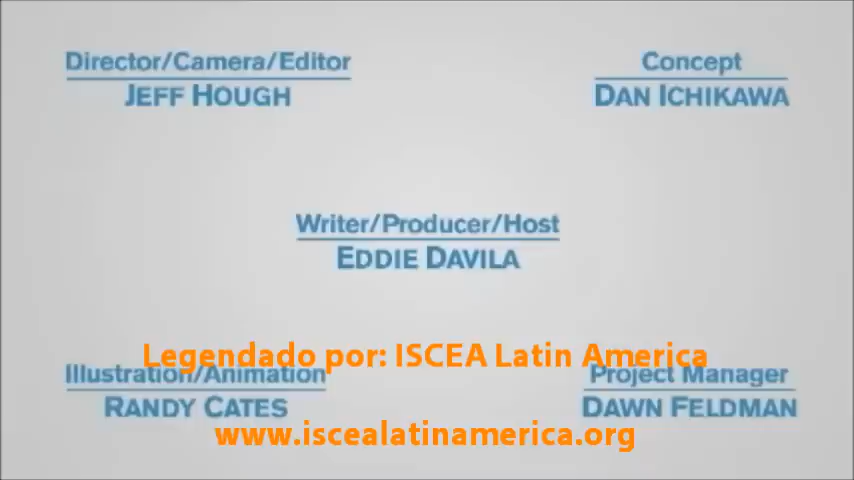 Director/Camera/Editor
JEFF HOUGH
Concept
DAN ICHIKAWA
Writer/Producer/Host
EDDIE DAVILA
Legendado por: ISCEA Latin America
Illustration/Animation
RANDY CATES
Project Manager
DAWN FELDMAN
www.iscealatinamerica.org